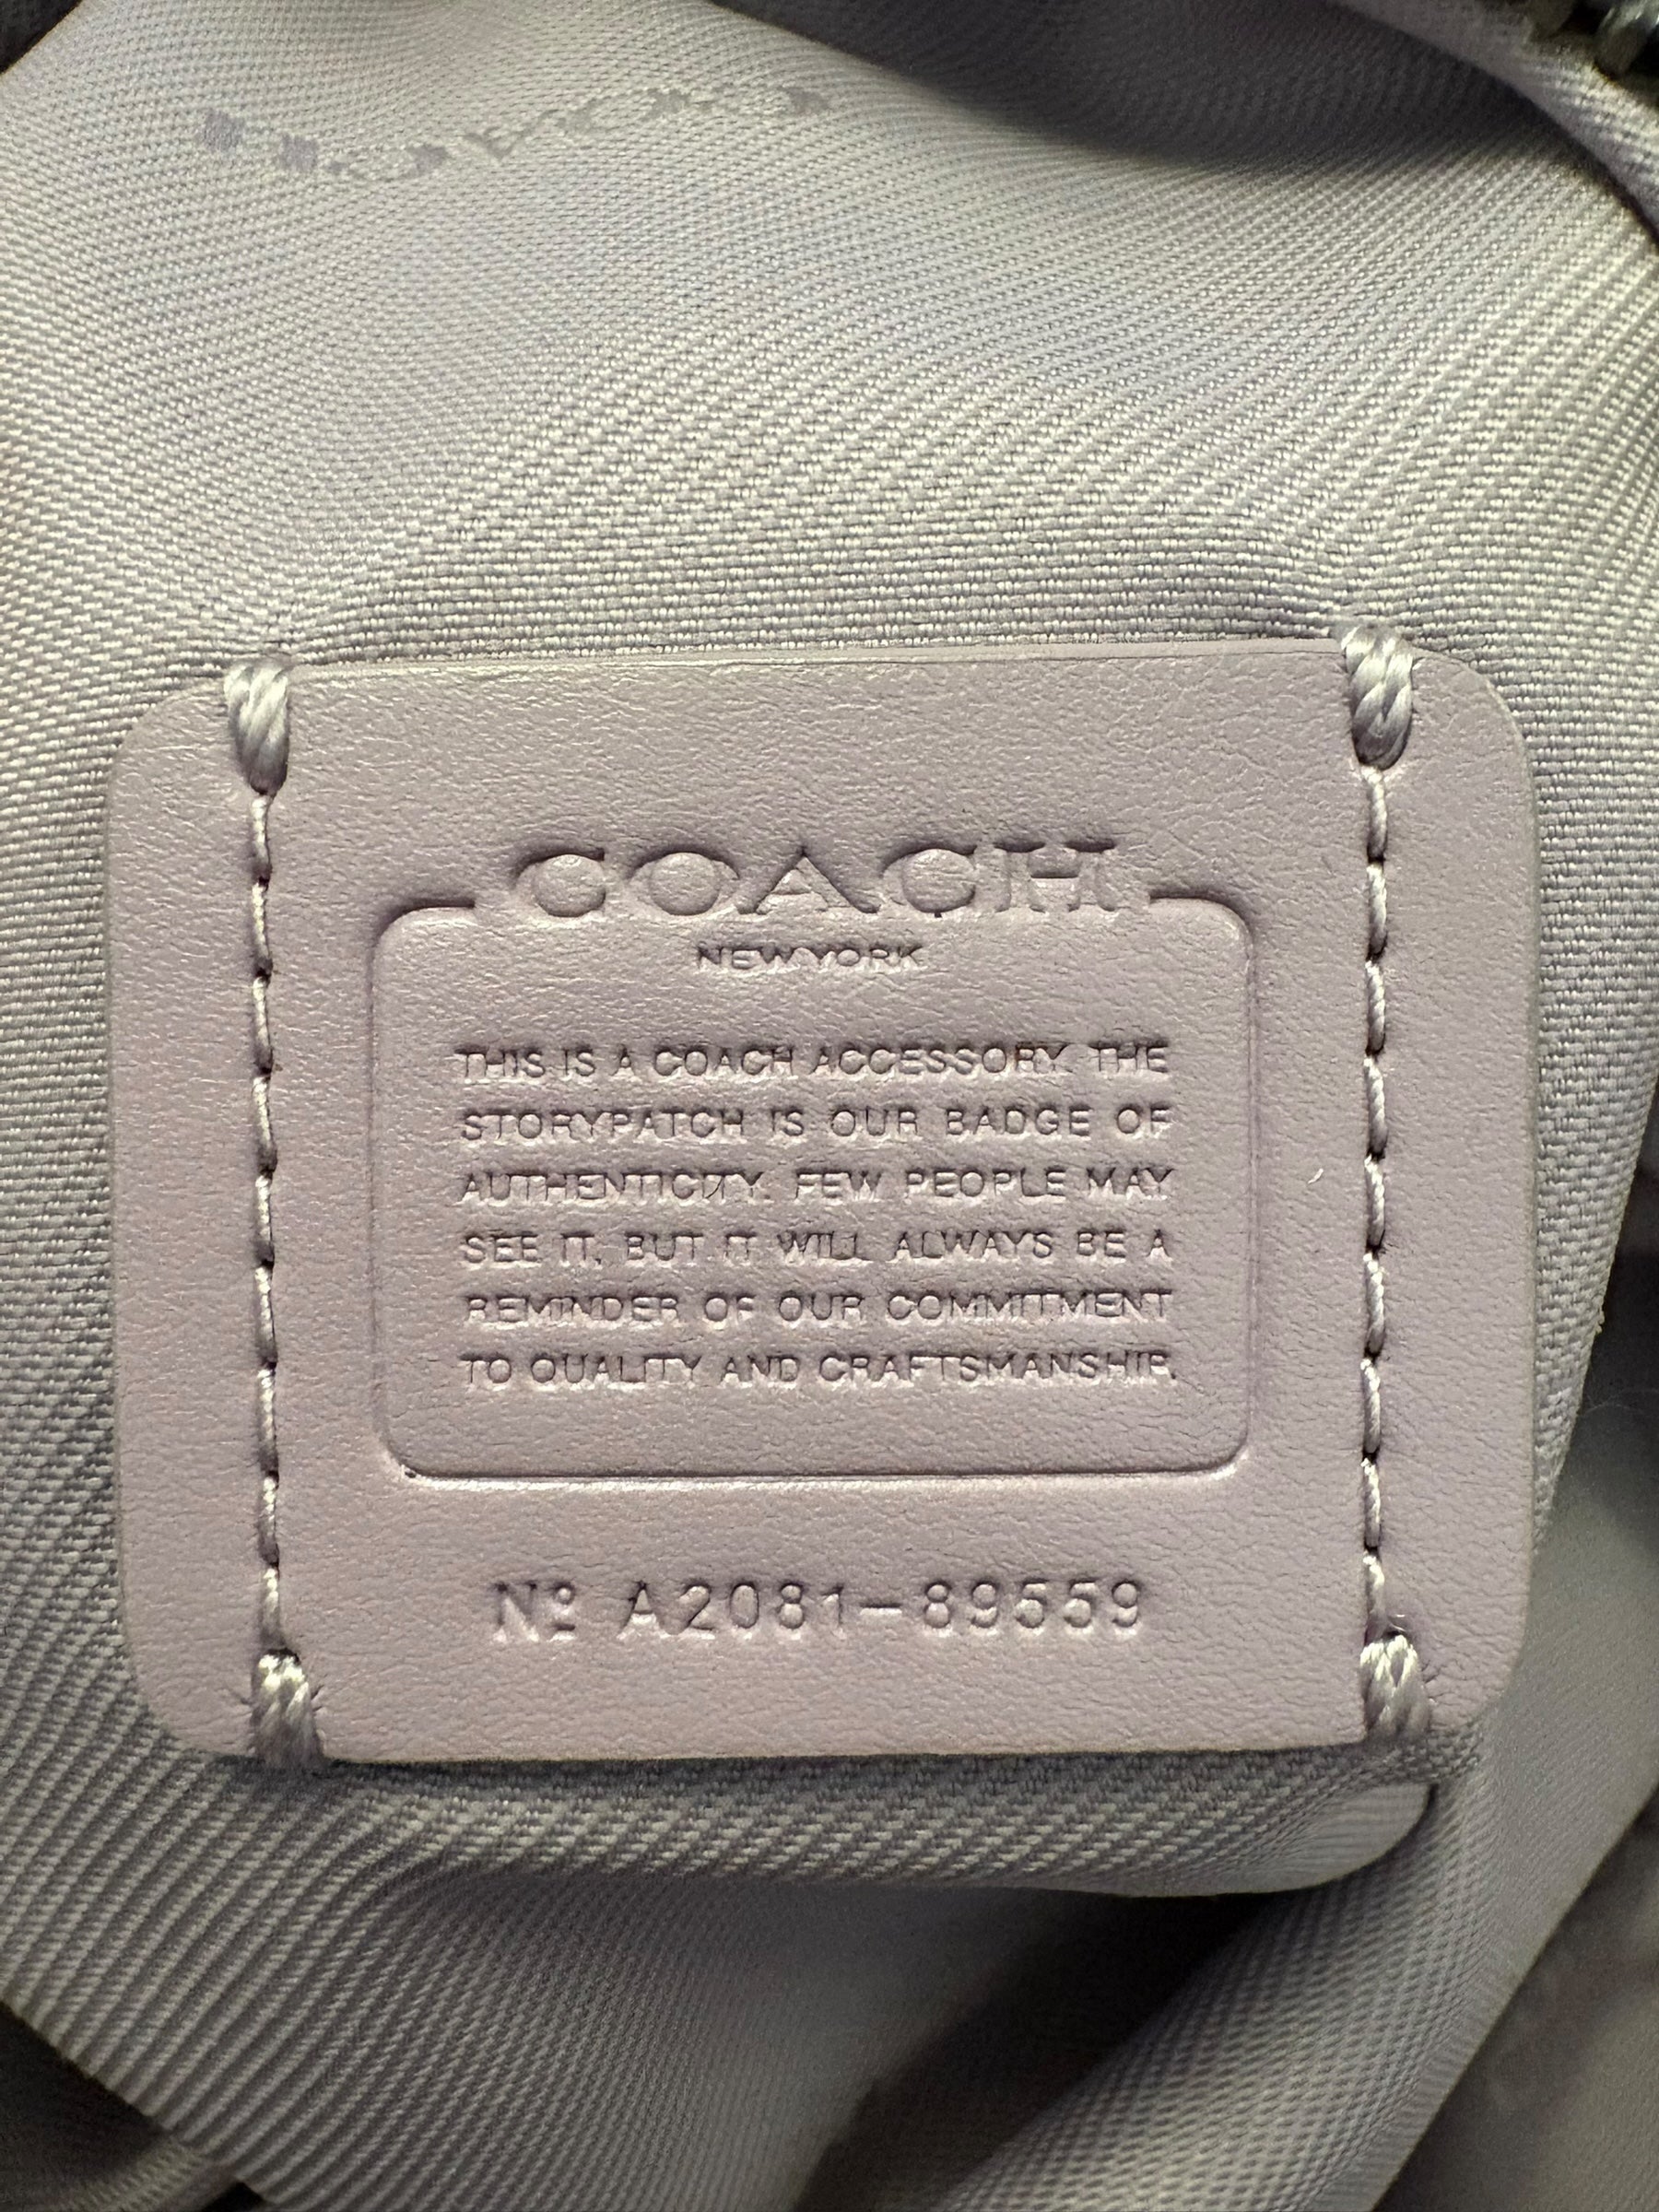 COACH
NEW YORK
THIS IS A COACH ACCESSORY. THE
STORYPATCH IS OUR BADGE OF
AUTHENTICITY. FEW PEOPLE MAY
SEE IT, BUT IT WILL ALWAYS BE A
REMINDER OF OUR COMMITMENT
TO QUALITY AND CRAFTSMANSHIP.
Nº A2081-89559